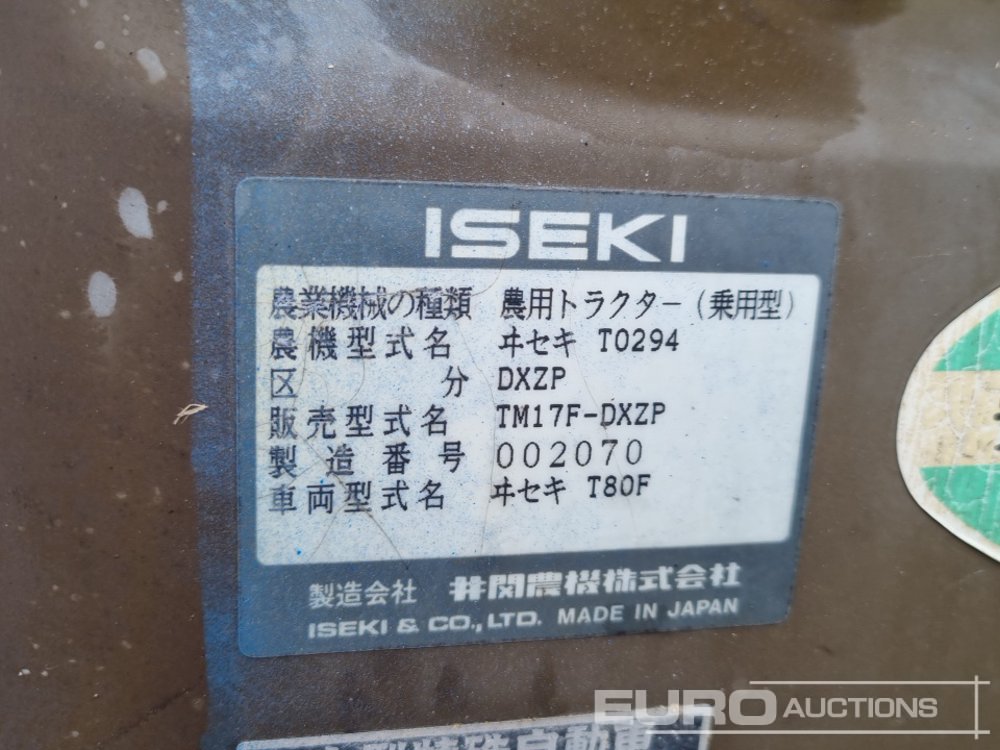 ISEKI
農業機械の種類 農用トラクター(乗用型)
農機型式名 ヰセキ T0294
区分 DXZP
販売型式名 TM17F-DXZP
製造番号 002070
車両型式名 ヰセキ T80F
製造会社 井関農機株式会社
ISEKI & CO., LTD. MADE IN JAPAN
EURO AUCTIONS